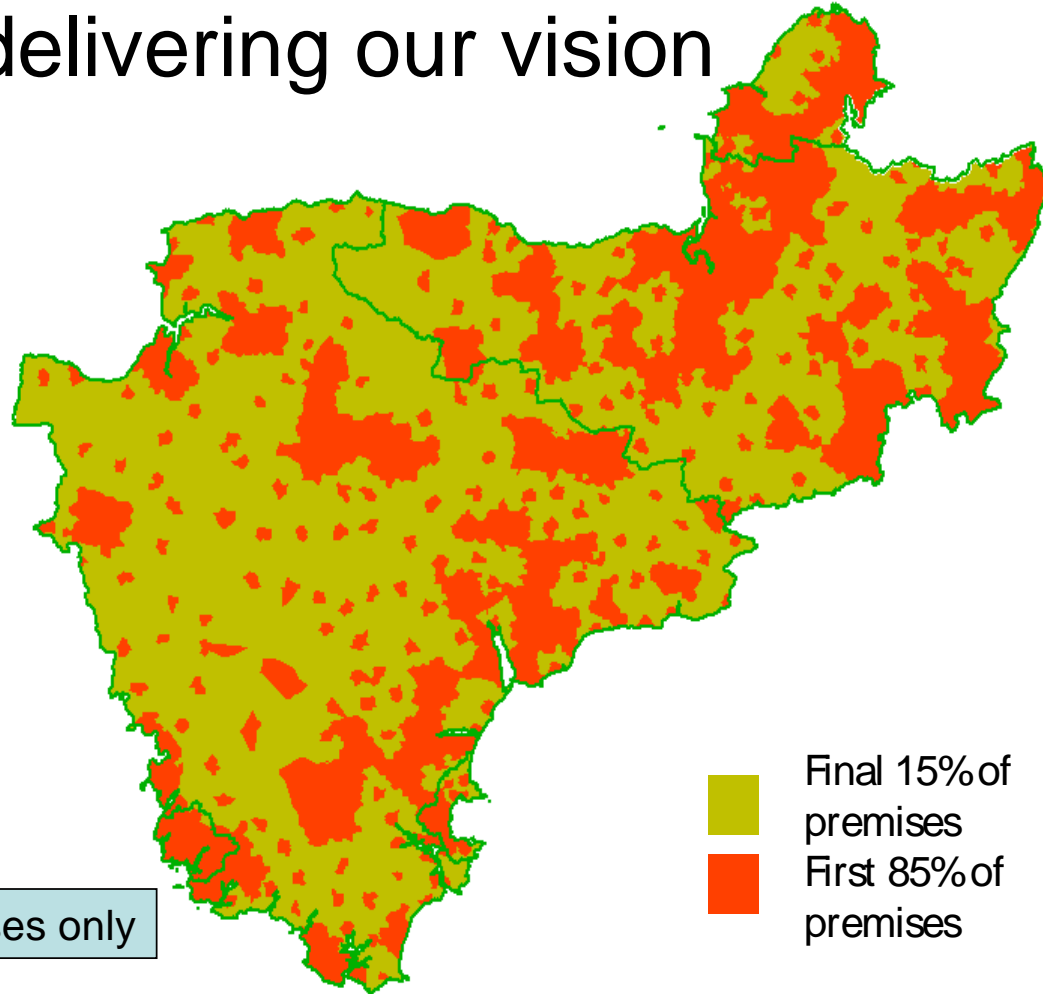 delivering our vision
Final 15% of
premises
First 85% of
premises
es only